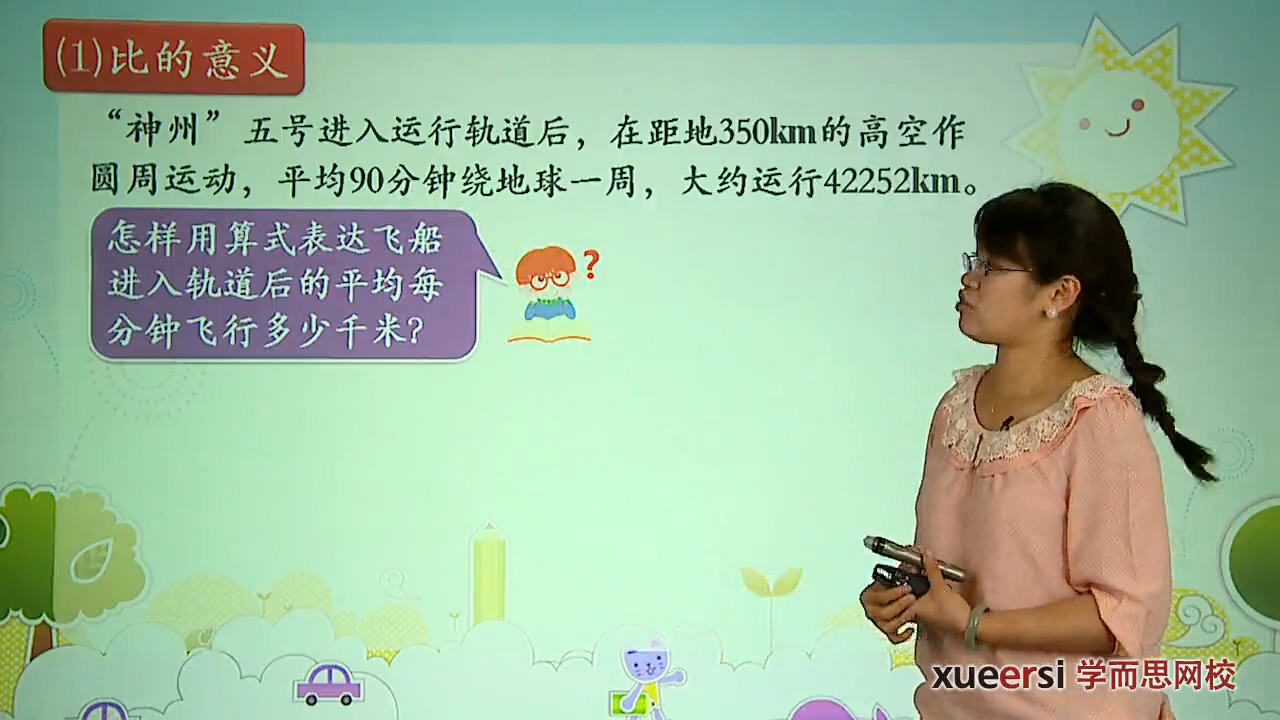 (1)比的意义
“神州”五号进入运行轨道后，在距地350km的高空作
圆周运动，平均90分钟绕地球一周，大约运行42252km。
怎样用算式表达飞船
进入轨道后的平均每
分钟飞行多少千米？
?
xueersi 学而思网校